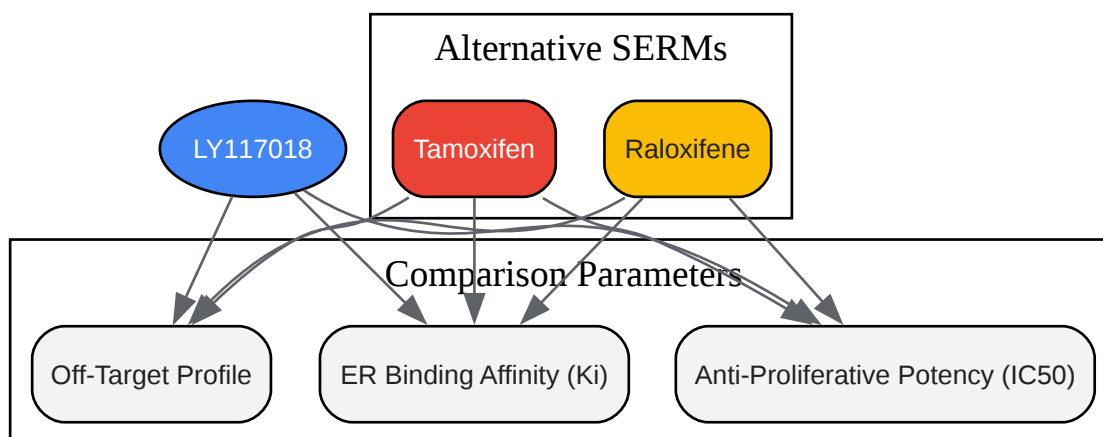 Alternative SERMs
LY117018
Tamoxifen
Raloxifene
Comparison Parameters
Off-Target Profile
ER Binding Affinity (Ki)
Anti-Proliferative Potency (IC50)